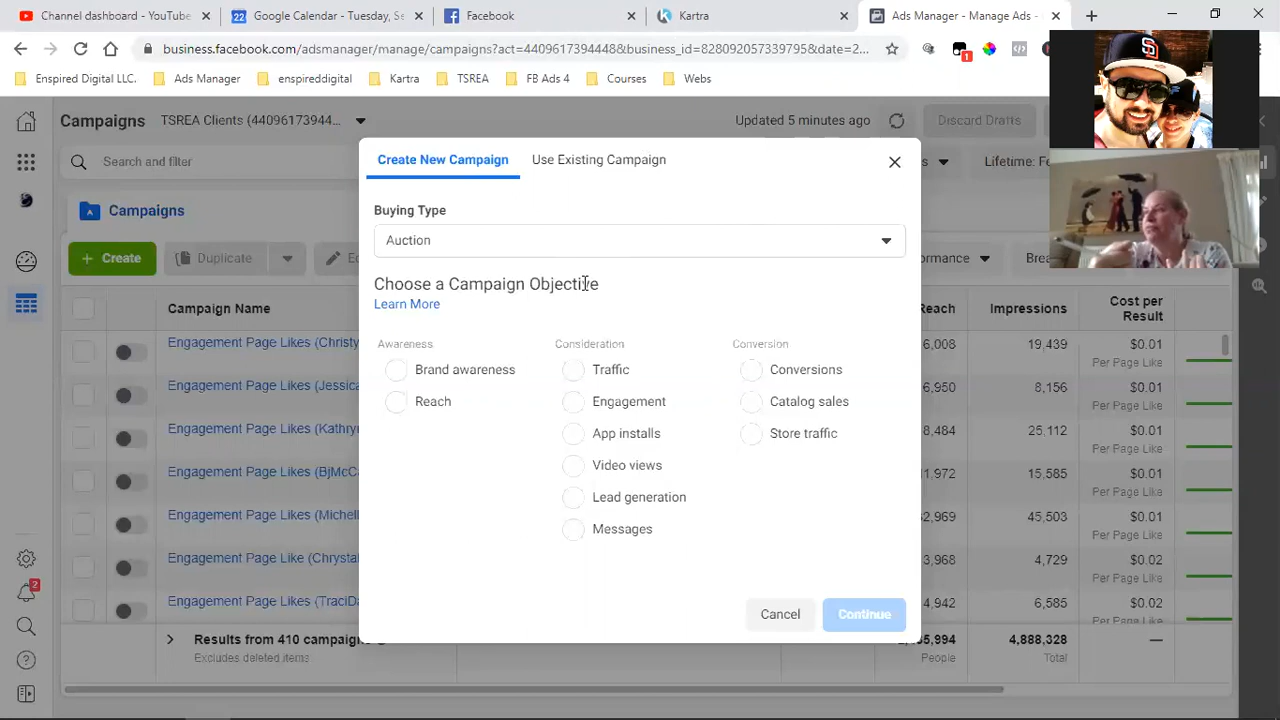 Channel dashboard - YouTube
Google Calendar - Tuesday, Se
Facebook
Kartra
Ads Manager - Manage Ads -
business.facebook.com/adsmanager/manage/campaigns?act=440961739444&business_id=828092057339795&date=2...
1
Enspired Digital LLC.
Ads Manager
enspireddigital
Kartra
TSREA
FB Ads 4
Courses
Webs
Campaigns
TSREA Clients (44096173944...
Updated 5 minutes ago
Discard Drafts
Create New Campaign
Use Existing Campaign
Search and filter
Lifetime: Fe
Campaigns
Buying Type
Auction
+ Create
Duplicate
Choose a Campaign Objective
Learn More
Campaign Name
Reach
Impressions
Cost per
Result
Awareness
Consideration
Conversion
Brand awareness
Traffic
Conversions
Reach
Engagement
Catalog sales
App installs
Store traffic
Video views
Lead generation
Messages
Cancel
Continue
Engagement Page Likes (Christy
6,008
19,439
$0.01
Per Page Like
Engagement Page Likes (Jessica
6,950
8,156
$0.01
Per Page Like
Engagement Page Likes (Kathryn
8,484
25,112
$0.01
Per Page Like
Engagement Page Likes (BjMcC
11,972
15,585
$0.01
Per Page Like
Engagement Page Likes (Michell
45,503
$0.01
Per Page Like
Engagement Page Like (Chrystal
3,968
4,729
$0.02
Per Page Like
Engagement Page Likes (TraciDa
4,942
6,585
$0.02
Per Page Like
2
Results from 410 campaigns
Excludes deleted items
People
4,888,328
Total
—